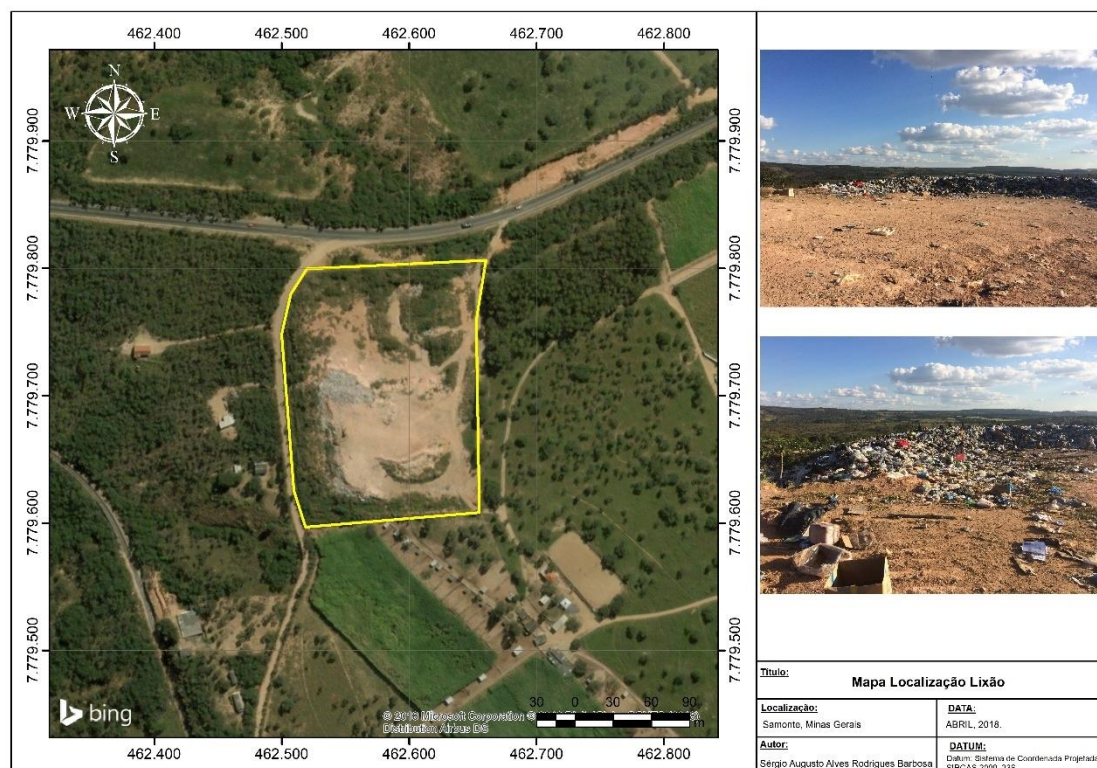 462.400 462.500 462.600 462.700 462.800
N
W E
S
7.779.900 7.779.900
7.779.800 7.779.800
7.779.700 7.779.700
7.779.600 7.779.600
7.779.500 7.779.500
30 0 30 60 90
m
bing
© 2018 Microsoft Corporation ©
Distribution Airbus DS
462.400 462.500 462.600 462.700 462.800
Título:
Mapa Localização Lixão
Localização:
Samonte, Minas Gerais
DATA:
ABRIL, 2018.
Autor:
Sérgio Augusto Alves Rodrigues Barbosa
DATUM:
Datum: Sistema de Coordenada Projetada